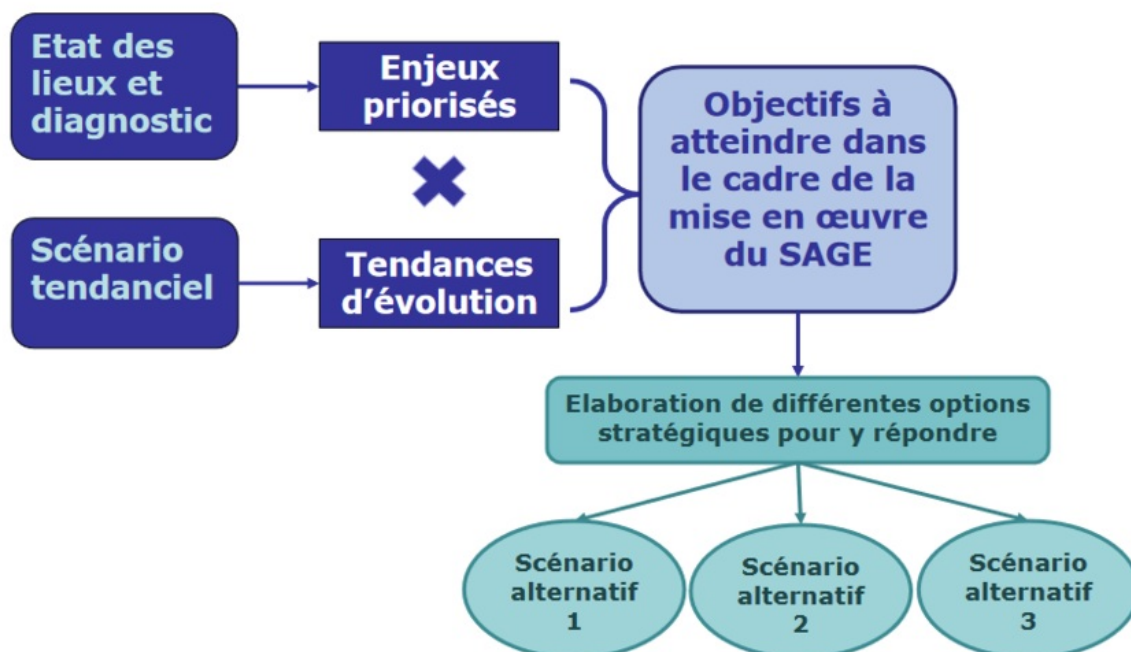 Etat des
lieux et
diagnostic
Enjeux
priorisés
Scénario
tendanciel
Tendances
d’évolution
Objectifs à
atteindre dans
le cadre de la
mise en œuvre
du SAGE
Elaboration de différentes options
stratégiques pour y répondre
Scénario
alternatif
1
Scénario
alternatif
2
Scénario
alternatif
3